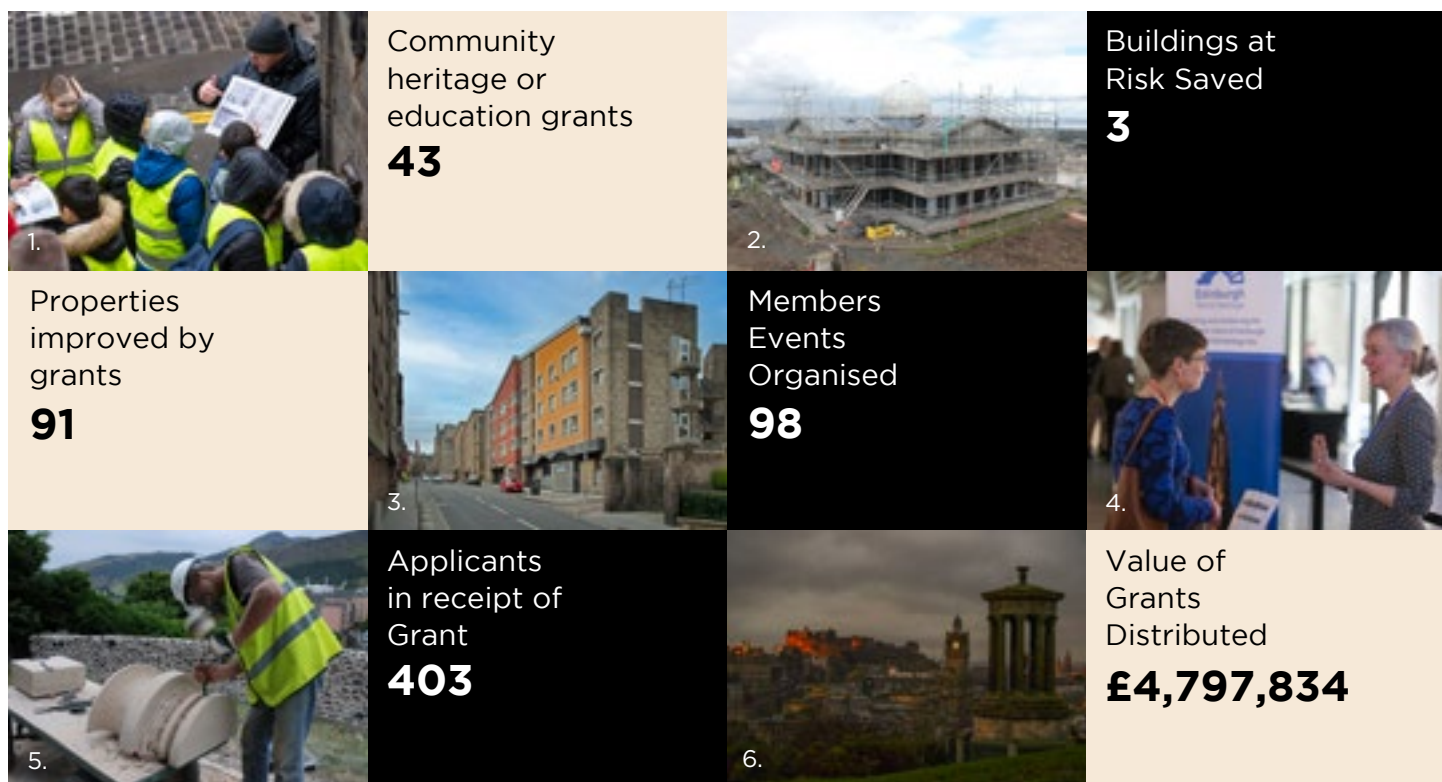 1.
Community
heritage or
education grants
43
2.
Buildings at
Risk Saved
3
Properties
improved by
grants
91
3.
Members
Events
Organised
98
Edinburgh
4.
5.
Applicants
in receipt of
Grant
403
6.
Value of
Grants
Distributed
£4,797,834